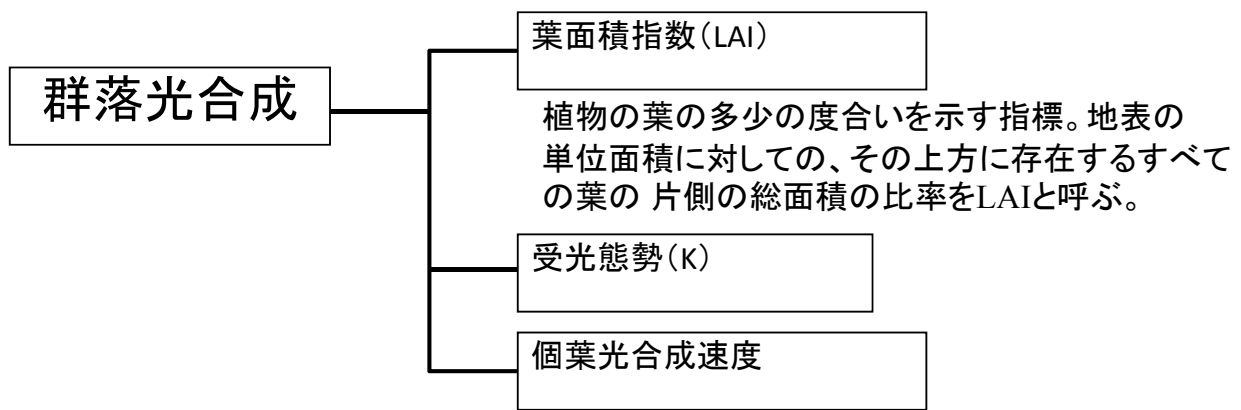 群落光合成
葉面積指数（LAI）
植物の葉の多少の度合いを示す指標。地表の
単位面積に対しての、その上方に存在するすべて
の葉の 片側の総面積の比率をLAIと呼ぶ。
受光態勢（K）
個葉光合成速度